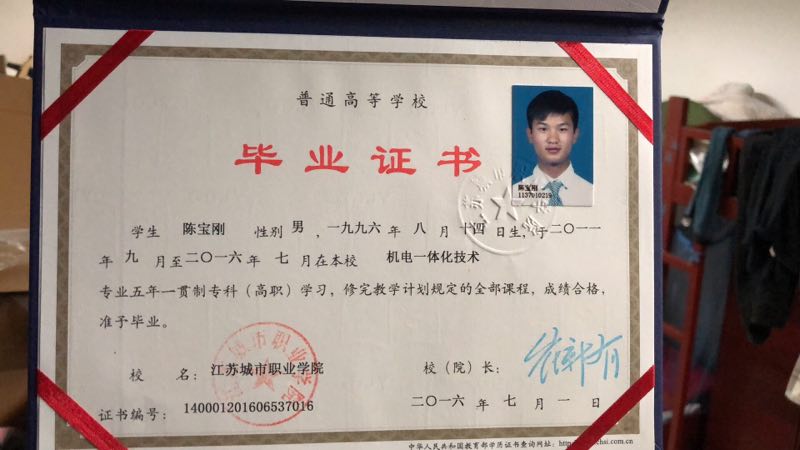 普通高等学校
毕业证书
陈宝刚
1137010219
学生 陈宝刚 性别 男 ,一九九六 年 八 月 十四 日生,于二〇一一
年 九 月至二〇一六 年 七 月在本校 机电一体化技术
专业五年一贯制专科(高职)学习,修完教学计划规定的全部课程,成绩合格,
准予毕业。
校 名: 江苏城市职业学院 校(院)长:
证书编号: 140001201606537016 二〇一六 年 七 月 一 日
中华人民共和国教育部学历证书查询网址: chsi.com.cn